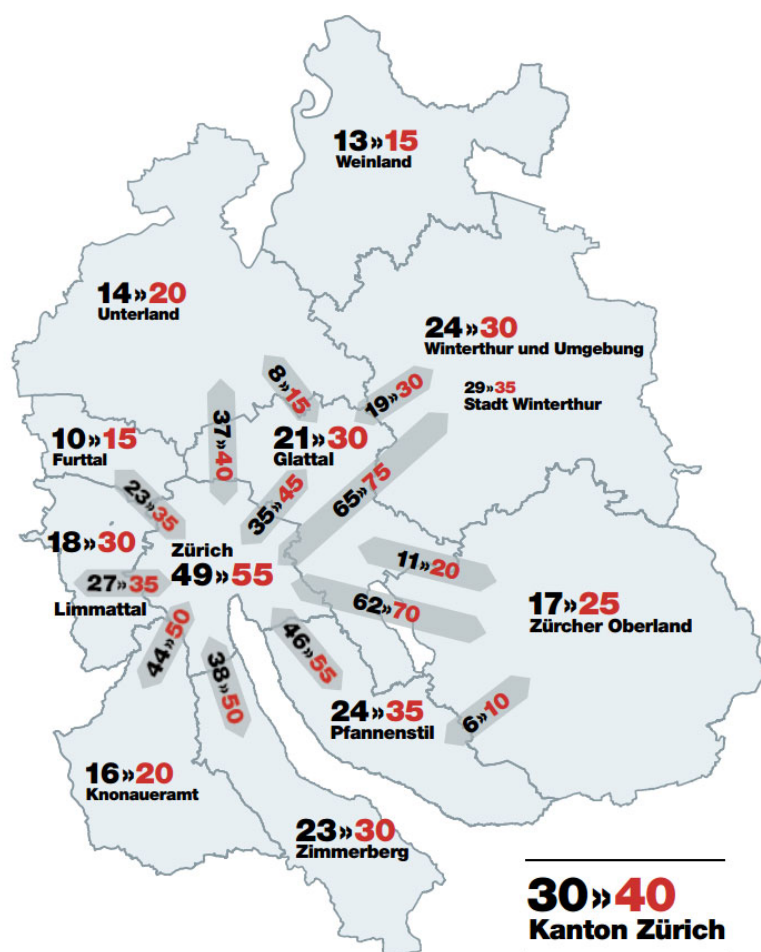 13»15
Weinland
14»20
Unterland
24»30
Winterthur und Umgebung
29»35
Stadt Winterthur
8»15
19»30
37»40
10»15
Furttal
21»30
Glattal
23»35
35»45
65»75
18»30
Limmattal
27»35
Zürich
49»55
11»20
62»70
17»25
Zürcher Oberland
44»50
38»50
46»55
24»35
Pfannenstil
6»10
16»20
Knonaueramt
23»30
Zimmerberg
30»40
Kanton Zürich